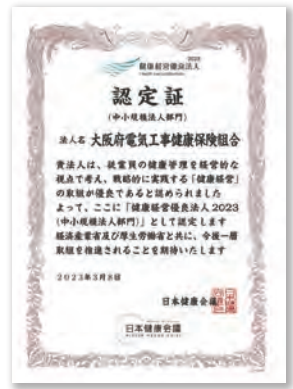 2023
健康経営優良法人
Health and productivity
認定証
(中小規模法人部門)
法人名 大阪府電気工事健康保険組合
貴法人は、従業員の健康管理を経営的な
視点で考え、戦略的に実践する「健康経営」
の取組が優良であると認められました
よって、ここに「健康経営優良法人2023
(中小規模法人部門)」として認定します
経済産業省及び厚生労働省と共に、今後一層
取組を推進されることを期待いたします
2023年3月8日
日本健康会議
日本健康会議